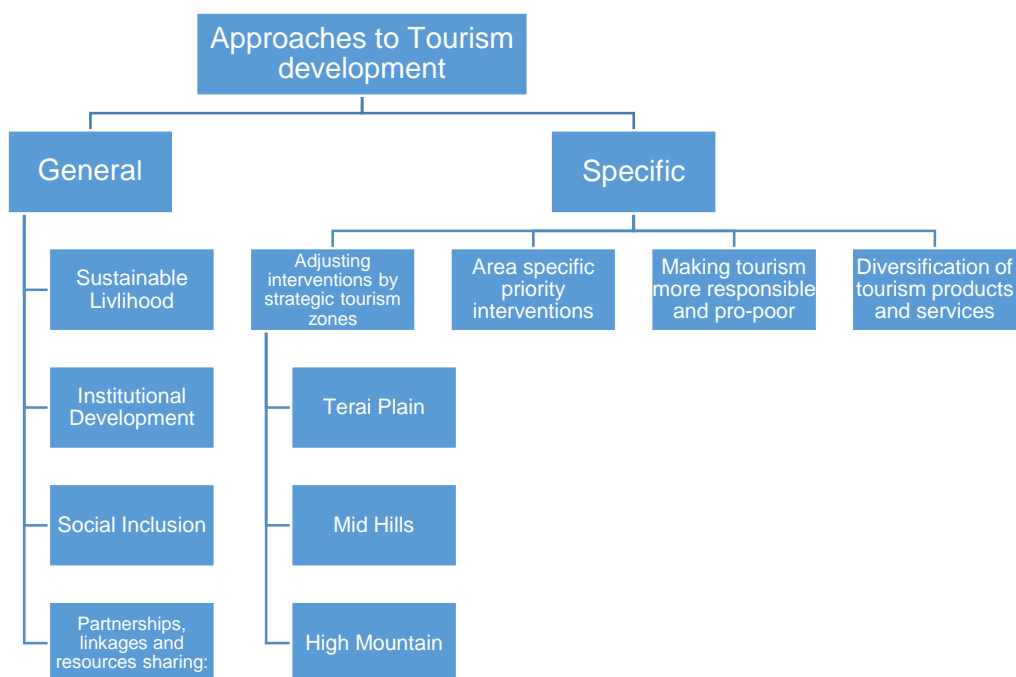 Approaches to Tourism
development
General
Specific
Sustainable
Livlihood
Institutional
Development
Social Inclusion
Partnerships,
linkages and
resources sharing:
Adjusting
interventions by
strategic tourism
zones
Terai Plain
Mid Hills
High Mountain
Area specific
priority
interventions
Making tourism
more responsible
and pro-poor
Diversification of
tourism products
and services